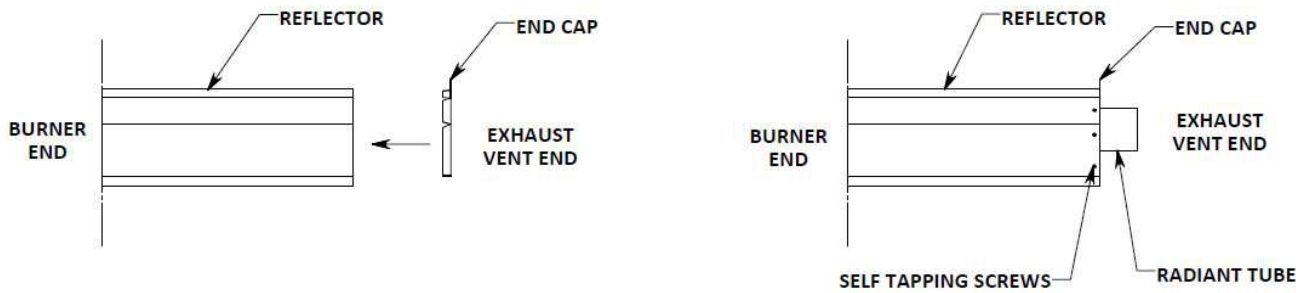 REFLECTOR
END CAP
BURNER
END
EXHAUST
VENT END
REFLECTOR
END CAP
BURNER
END
EXHAUST
VENT END
SELF TAPPING SCREWS
RADIANT TUBE